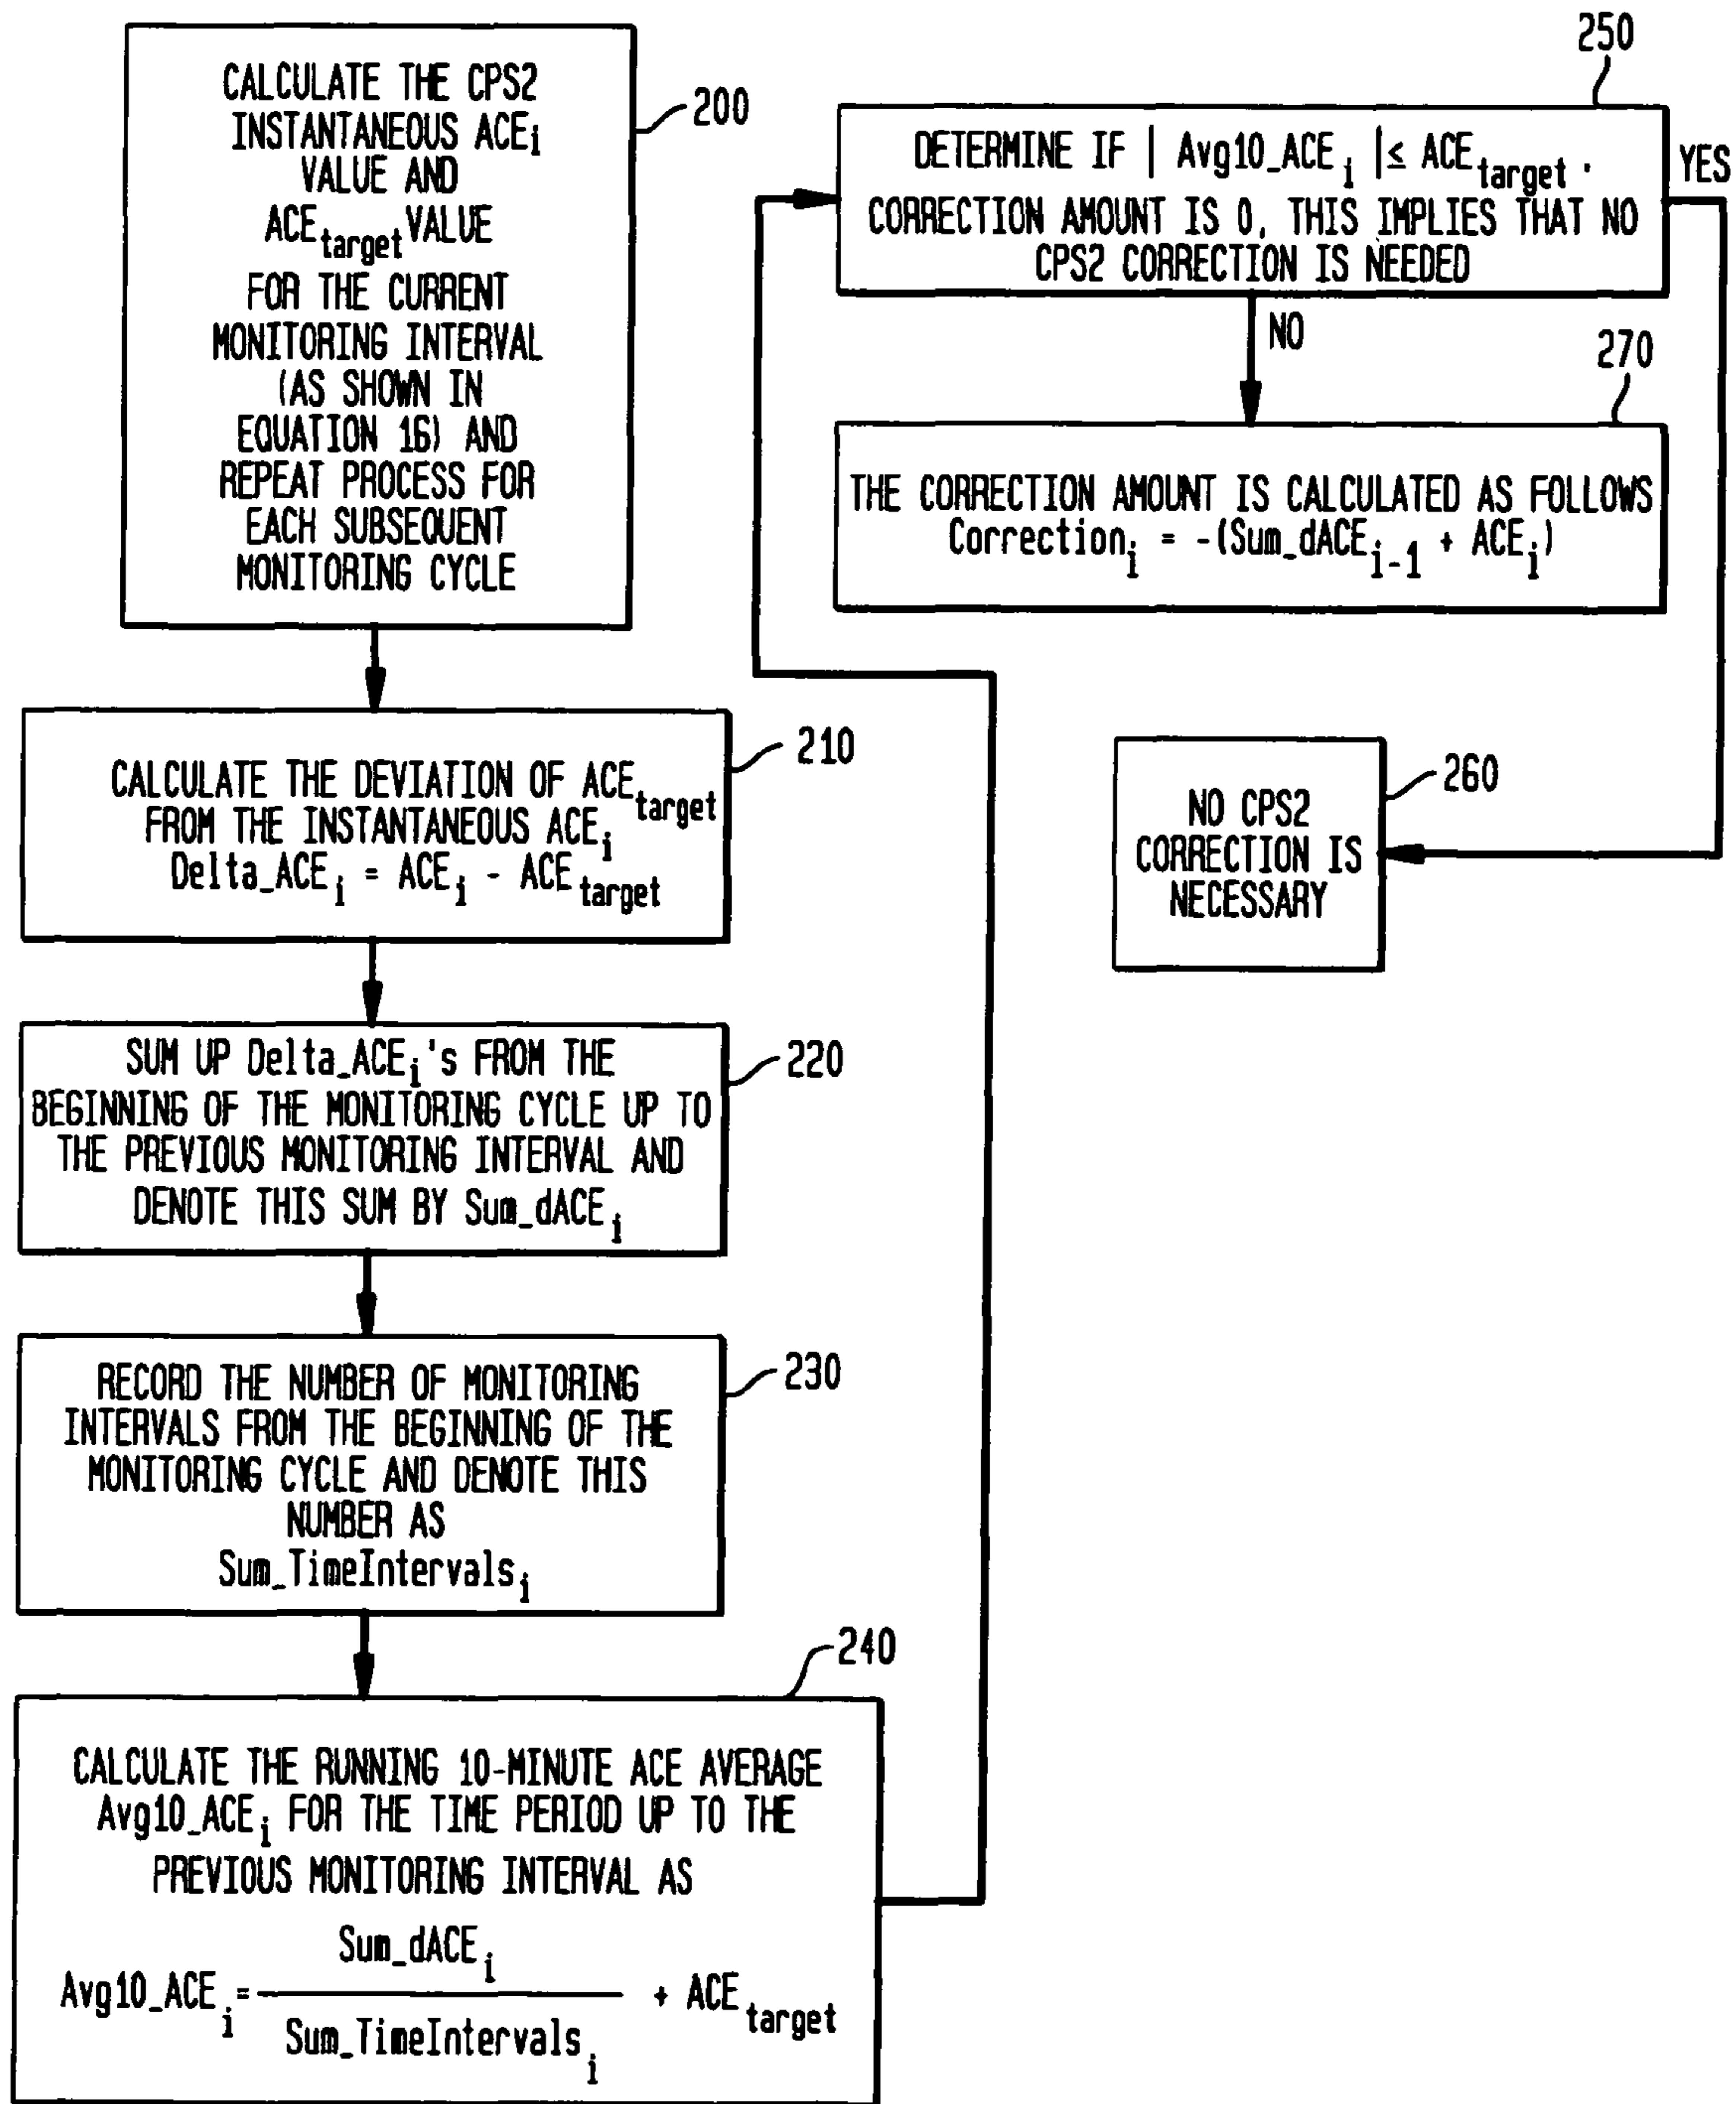 CALCULATE THE CPS2
INSTANTANEOUS ACEi
VALUE AND
ACEtarget VALUE
FOR THE CURRENT
MONITORING INTERVAL
(AS SHOWN IN
EQUATION 16) AND
REPEAT PROCESS FOR
EACH SUBSEQUENT
MONITORING CYCLE
200
CALCULATE THE DEVIATION OF ACEtarget
FROM THE INSTANTANEOUS ACEi
Delta_ACEi = ACEi - ACEtarget
210
SUM UP Delta_ACEi's FROM THE
BEGINNING OF THE MONITORING CYCLE UP TO
THE PREVIOUS MONITORING INTERVAL AND
DENOTE THIS SUM BY Sum_dACEi
220
RECORD THE NUMBER OF MONITORING
INTERVALS FROM THE BEGINNING OF THE
MONITORING CYCLE AND DENOTE THIS
NUMBER AS
Sum_TimeIntervalsi
230
240
CALCULATE THE RUNNING 10-MINUTE ACE AVERAGE
Avg10_ACEi FOR THE TIME PERIOD UP TO THE
PREVIOUS MONITORING INTERVAL AS
Sum_dACEi
Avg10_ACEi = + ACEtarget
Sum_TimeIntervalsi
250
DETERMINE IF | Avg10_ACEi |≤ ACEtarget.
CORRECTION AMOUNT IS 0, THIS IMPLIES THAT NO
CPS2 CORRECTION IS NEEDED
YES
NO
270
THE CORRECTION AMOUNT IS CALCULATED AS FOLLOWS
Correctioni = -(Sum_dACEi-1 + ACEi)
260
NO CPS2
CORRECTION IS
NECESSARY